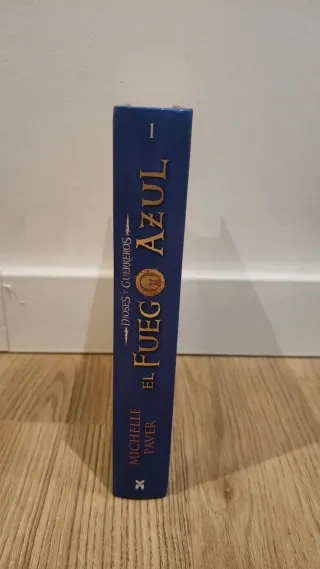 1
DIOSES Y GUERREROS
EL FUEGO AZUL
MICHELLE
PAVER